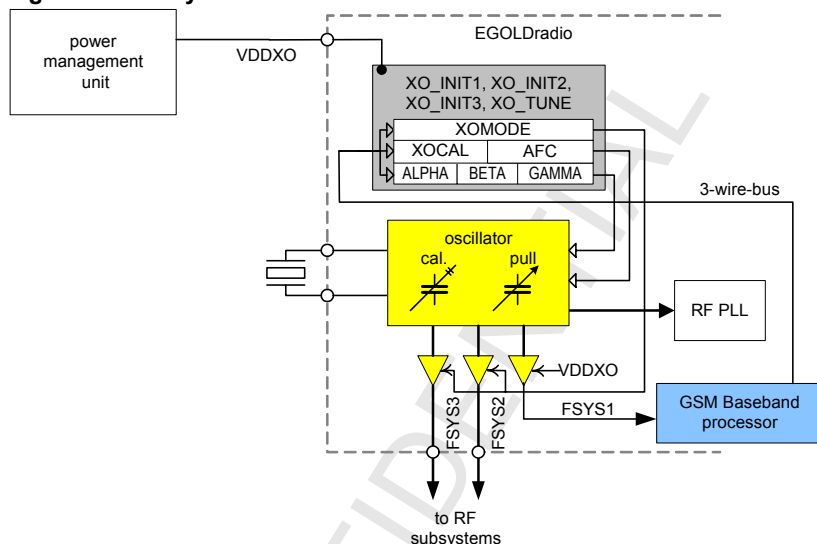 power
management
unit
VDDXO
EGOLDradio
XO_INIT1, XO_INIT2,
XO_INIT3, XO_TUNE
XOMODE
XOCAL AFC
ALPHA BETA GAMMA
3-wire-bus
oscillator
cal. pull
RF PLL
VDDXO
FSYS3
FSYS2
FSYS1
GSM Baseband
processor
to RF
subsystems